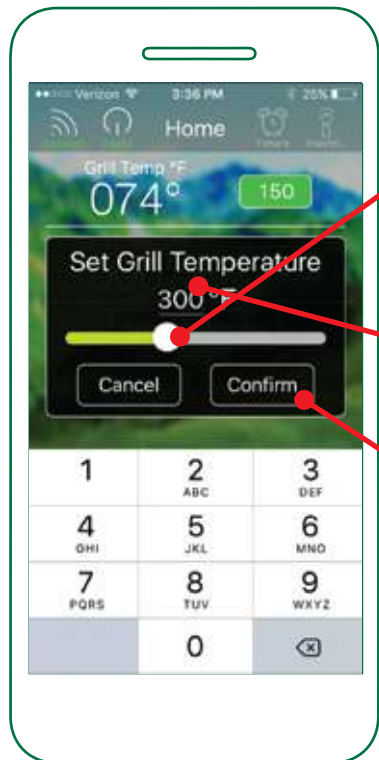 Verizon 3:36 PM 25%
Home
Grill Temp °F
074° 150
Set Grill Temperature
300 °F
Cancel Confirm
1 2 3
ABC DEF
4 5 6
GHI JKL MNO
7 8 9
PQRS TUV WXYZ
0